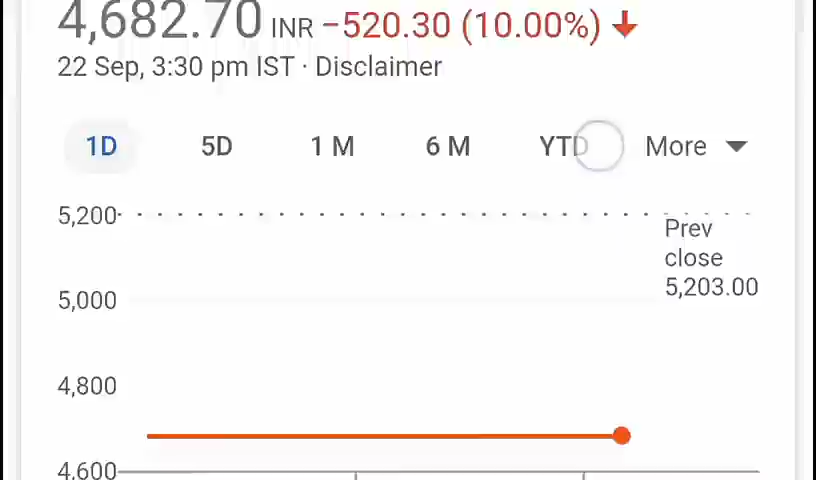 4,682.70 INR −520.30 (10.00%)
22 Sep, 3:30 pm IST · Disclaimer
1D 5D 1 M 6 M YTD More
5,200
Prev
close
5,203.00
5,000
4,800
4,600